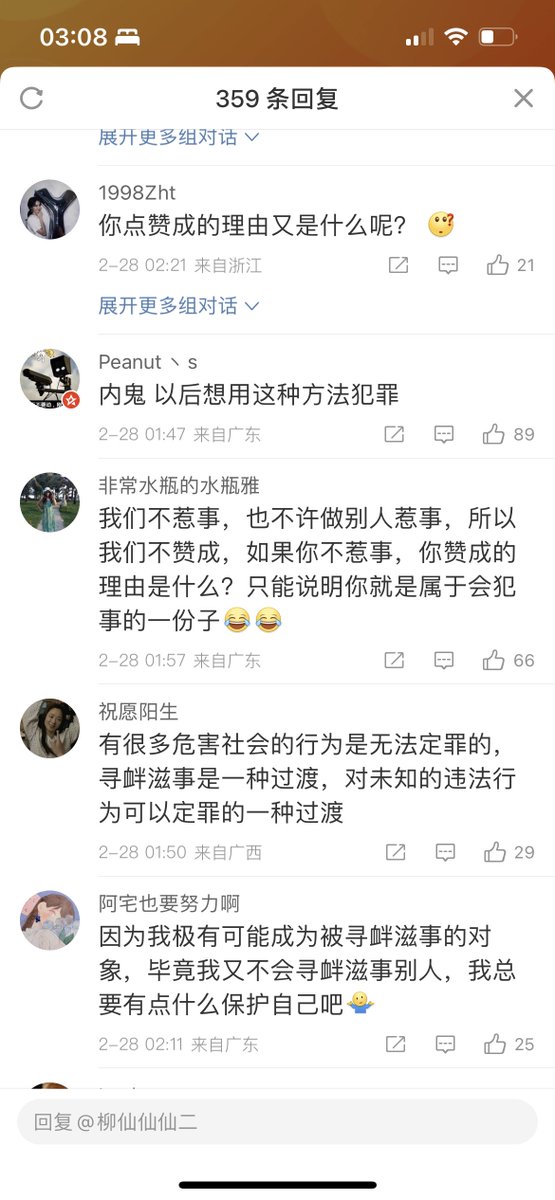 03:08
359 条回复
展开更多组对话
1998Zht
你点赞成的理由又是什么呢？
2-28 02:21 来自浙江
21
展开更多组对话
Peanut丶s
内鬼 以后想用这种方法犯罪
2-28 01:47 来自广东
89
非常水瓶的水瓶雅
我们不惹事，也不许做别人惹事，所以
我们不赞成，如果你不惹事，你赞成的
理由是什么？只能说明你就是属于会犯
事的一份子
2-28 01:57 来自广东
66
祝愿阳生
有很多危害社会的行为是无法定罪的，
寻衅滋事是一种过渡，对未知的违法行
为可以定罪的一种过渡
2-28 01:50 来自广西
29
阿宅也要努力啊
因为我极有可能成为被寻衅滋事的对
象，毕竟我又不会寻衅滋事别人，我总
要有点什么保护自己吧
2-28 02:11 来自广东
25
回复@柳仙仙仙二